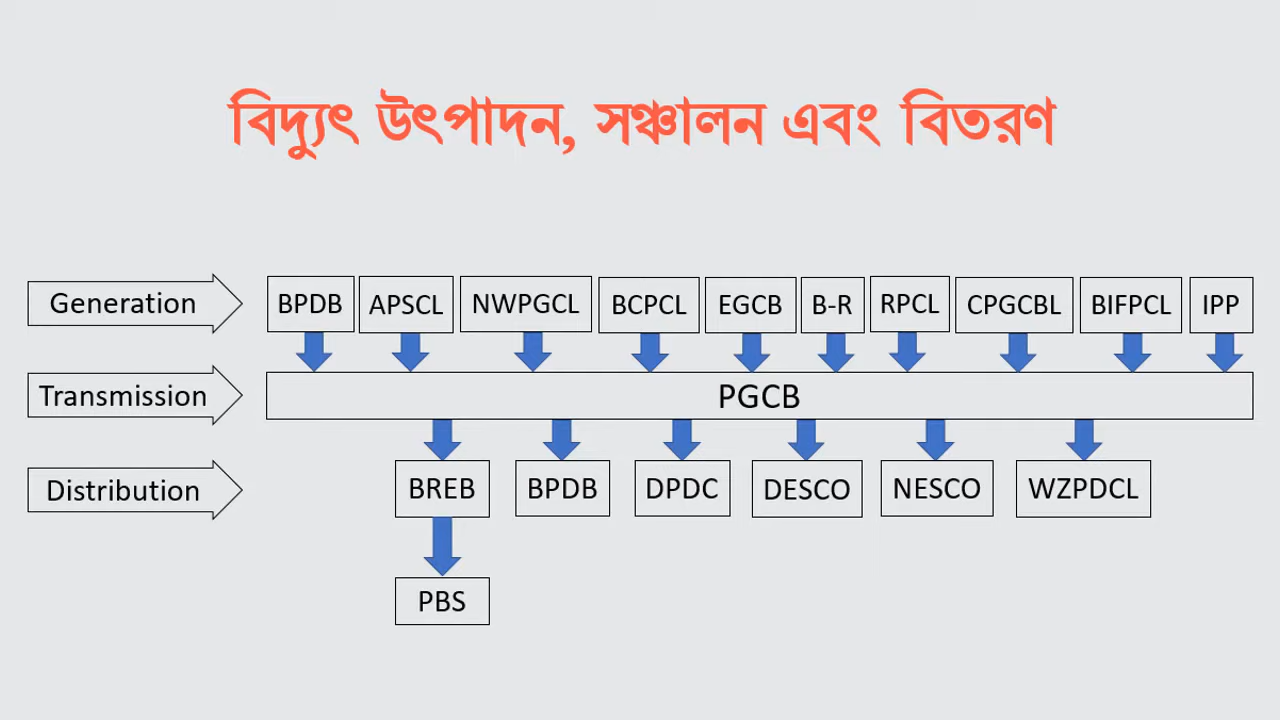 বিদ্যুৎ উৎপাদন, সঞ্চালন এবং বিতরণ
Generation BPDB APSCL NWPGCL BCPCL EGCB B-R RPCL CPGCBL BIFPCL IPP
Transmission PGCB
Distribution BREB BPDB DPDC DESCO NESCO WZPDCL
PBS